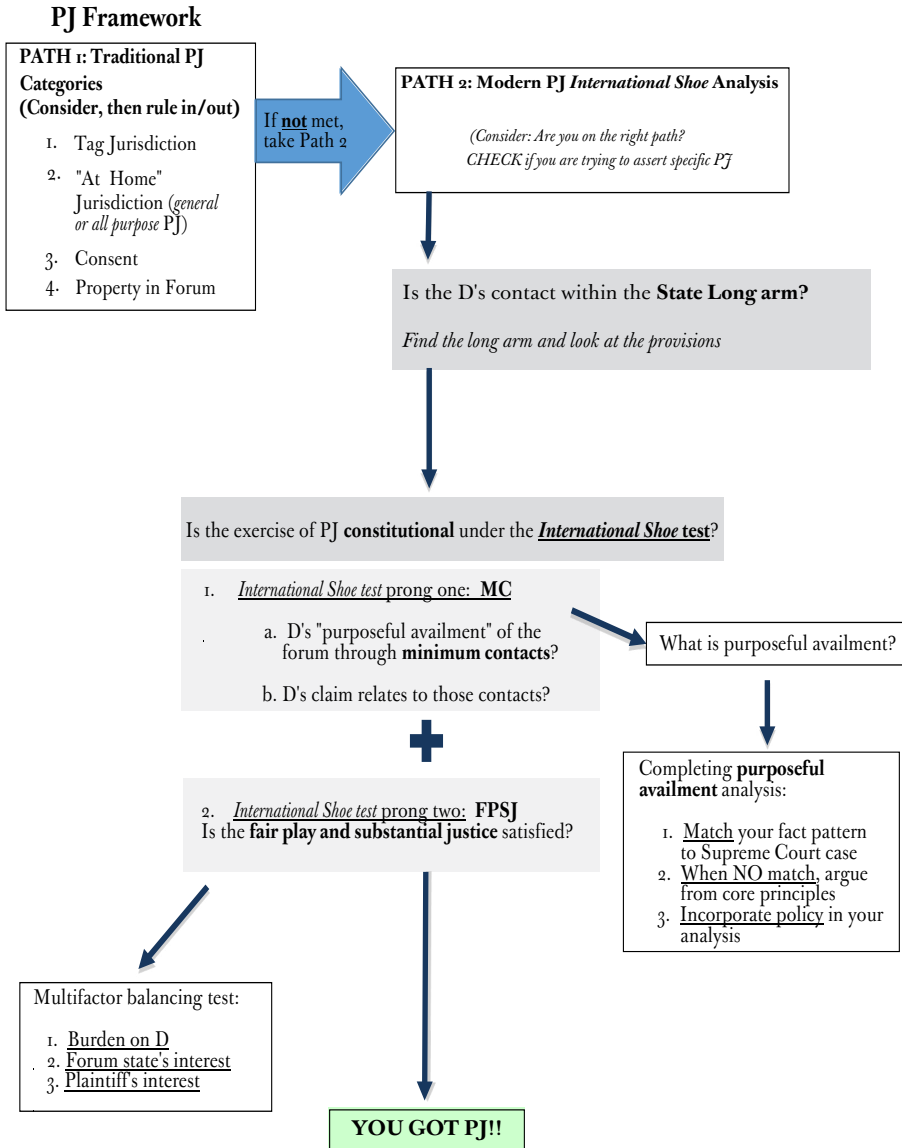 PJ Framework
PATH 1: Traditional PJ
Categories
(Consider, then rule in/out)
1. Tag Jurisdiction
2. "At Home"
Jurisdiction (general
or all purpose PJ)
3. Consent
4. Property in Forum
If not met,
take Path 2
PATH 2: Modern PJ International Shoe Analysis
(Consider: Are you on the right path?
CHECK if you are trying to assert specific PJ
Is the D's contact within the State Long arm?
Find the long arm and look at the provisions
Is the exercise of PJ constitutional under the International Shoe test?
1. International Shoe test prong one: MC
a. D's "purposeful availment" of the
forum through minimum contacts?
b. D's claim relates to those contacts?
What is purposeful availment?
Completing purposeful
availment analysis:
1. Match your fact pattern
to Supreme Court case
2. When NO match, argue
from core principles
3. Incorporate policy in your
analysis
2. International Shoe test prong two: FPSJ
Is the fair play and substantial justice satisfied?
Multifactor balancing test:
1. Burden on D
2. Forum state's interest
3. Plaintiff's interest
YOU GOT PJ!!